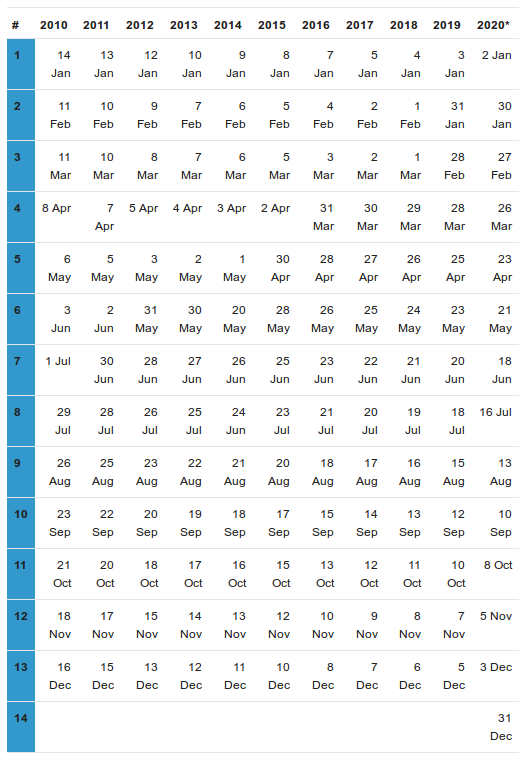 # 2010 2011 2012 2013 2014 2015 2016 2017 2018 2019 2020*
1 14 13 12 10 9 8 7 5 4 3 2 Jan
Jan Jan Jan Jan Jan Jan Jan Jan Jan Jan
2 11 10 9 7 6 5 4 2 1 31 30
Feb Feb Feb Feb Feb Feb Feb Feb Feb Jan Jan
3 11 10 8 7 6 5 3 2 1 28 27
Mar Mar Mar Mar Mar Mar Mar Mar Mar Feb Feb
4 8 Apr 7 5 Apr 4 Apr 3 Apr 2 Apr 31 30 29 28 26
Apr Mar Mar Mar Mar Mar
5 6 5 3 2 1 30 28 27 26 25 23
May May May May May Apr Apr Apr Apr Apr Apr
6 3 2 31 30 20 28 26 25 24 23 21
Jun Jun May May May May May May May May May
7 1 Jul 30 28 27 26 25 23 22 21 20 18
Jun Jun Jun Jun Jun Jun Jun Jun Jun Jun
8 29 28 26 25 24 23 21 20 19 18 16 Jul
Jul Jul Jul Jul Jun Jul Jul Jul Jul Jul
9 26 25 23 22 21 20 18 17 16 15 13
Aug Aug Aug Aug Aug Aug Aug Aug Aug Aug Aug
10 23 22 20 19 18 17 15 14 13 12 10
Sep Sep Sep Sep Sep Sep Sep Sep Sep Sep Sep
11 21 20 18 17 16 15 13 12 11 10 8 Oct
Oct Oct Oct Oct Oct Oct Oct Oct Oct Oct
12 18 17 15 14 13 12 10 9 8 7 5 Nov
Nov Nov Nov Nov Nov Nov Nov Nov Nov Nov
13 16 15 13 12 11 10 8 7 6 5 3 Dec
Dec Dec Dec Dec Dec Dec Dec Dec Dec Dec
14 31
Dec